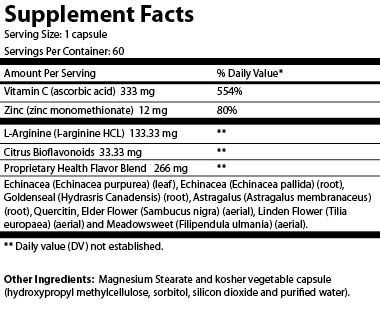 Supplement Facts
Serving Size: 1 capsule
Servings Per Container: 60
Amount Per Serving % Daily Value*
Vitamin C (ascorbic acid) 333 mg 554%
Zinc (zinc monomethionate) 12 mg 80%
L-Arginine (l-arginine HCL) 133.33 mg **
Citrus Bioflavonoids 33.33 mg **
Proprietary Health Flavor Blend 266 mg **
Echinacea (Echinacea purpurea) (leaf), Echinacea (Echinacea pallida) (root),
Goldenseal (Hydrasris Canadensis) (root), Astragalus (Astragalus membranaceus)
(root), Quercitin, Elder Flower (Sambucus nigra) (aerial), Linden Flower (Tilia
europaea) (aerial) and Meadowsweet (Filipendula ulmania) (aerial).
** Daily value (DV) not established.
Other Ingredients: Magnesium Stearate and kosher vegetable capsule
(hydroxypropyl methylcellulose, sorbitol, silicon dioxide and purified water).